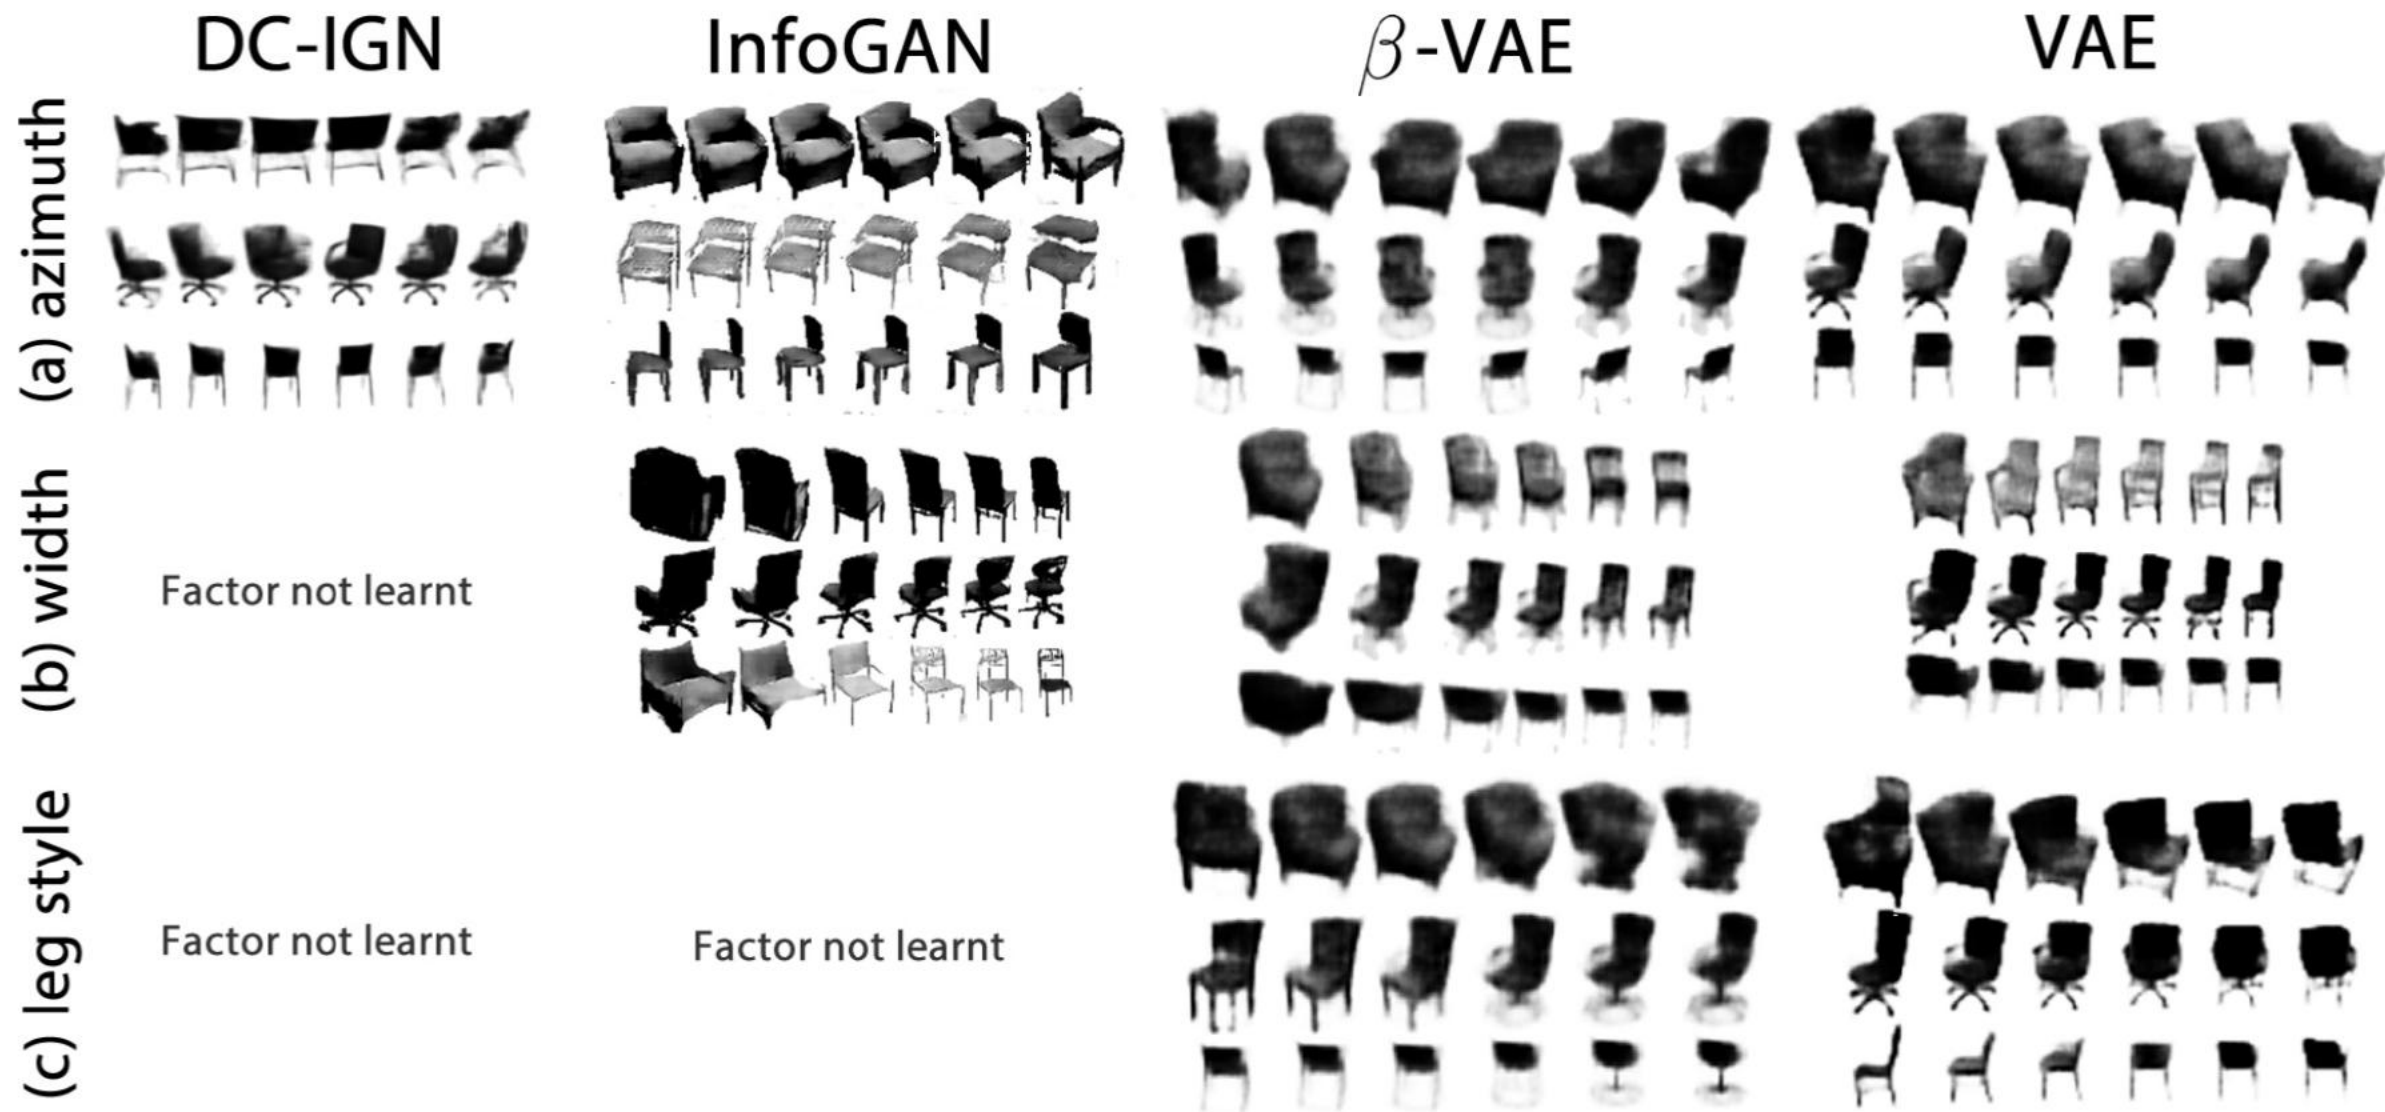 DC-IGN InfoGAN β-VAE VAE
(a) azimuth
(b) width
Factor not learnt
(c) leg style
Factor not learnt Factor not learnt